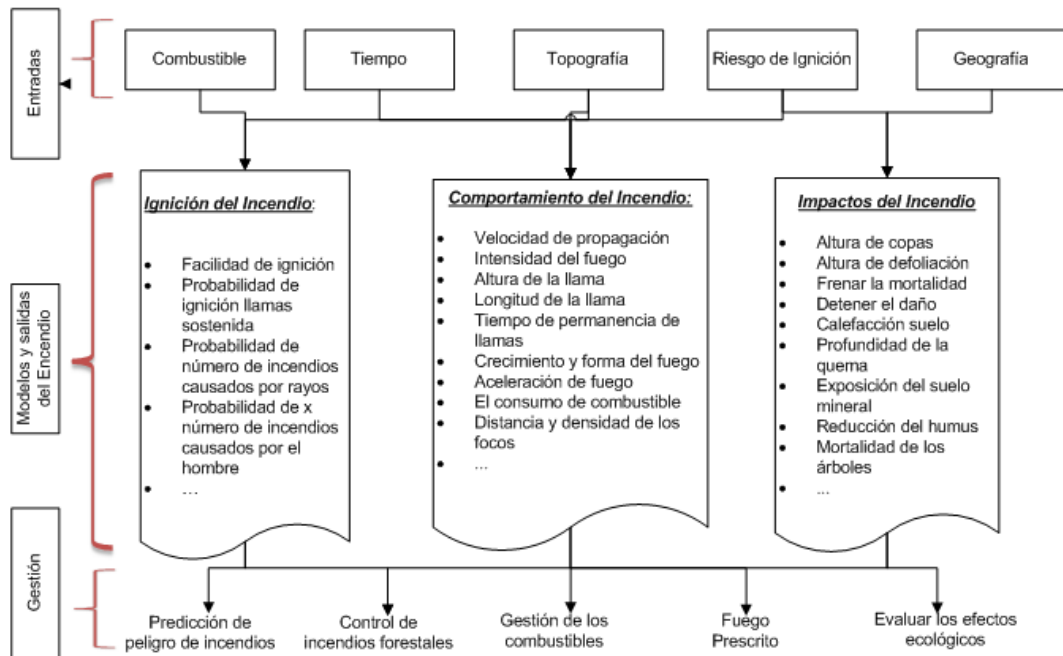 Entradas
Combustible
Tiempo
Topografía
Riesgo de Ignición
Geografía
Modelos y salidas
del Encendio
Ignición del Incendio:
Facilidad de ignición
Probabilidad de
ignición llamas
sostenida
Probabilidad de
número de incendios
causados por rayos
Probabilidad de x
número de incendios
causados por el
hombre
...
Comportamiento del Incendio:
Velocidad de propagación
Intensidad del fuego
Altura de la llama
Longitud de la llama
Tiempo de permanencia de
llamas
Crecimiento y forma del fuego
Aceleración de fuego
El consumo de combustible
Distancia y densidad de los
focos
...
Impactos del Incendio
Altura de copas
Altura de defoliación
Frenar la mortalidad
Detener el daño
Calefacción suelo
Profundidad de la
quema
Exposición del suelo
mineral
Reducción del humus
Mortalidad de los
árboles
...
Gestión
Predicción de
peligro de incendios
Control de
incendios forestales
Gestión de los
combustibles
Fuego
Prescrito
Evaluar los efectos
ecológicos